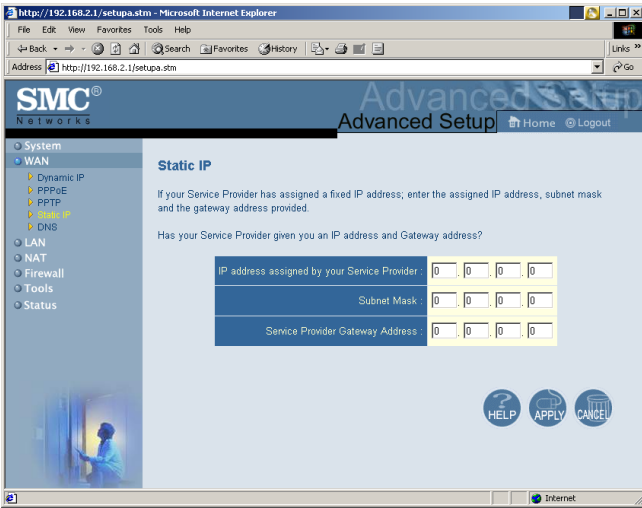 http://192.168.2.1/setupa.stm - Microsoft Internet Explorer
File Edit View Favorites Tools Help
Back Search Favorites History Links »
Address http://192.168.2.1/setupa.stm Go
SMC®
Networks
Advanced Setup
Advanced Setup
Home Logout
System
WAN
Dynamic IP
PPPoE
PPTP
Static IP
DNS
LAN
NAT
Firewall
Tools
Status
Static IP
If your Service Provider has assigned a fixed IP address; enter the assigned IP address, subnet mask
and the gateway address provided.
Has your Service Provider given you an IP address and Gateway address?
IP address assigned by your Service Provider : 0 . 0 . 0 . 0
Subnet Mask : 0 . 0 . 0 . 0
Service Provider Gateway Address : 0 . 0 . 0 . 0
HELP APPLY CANCEL
Internet